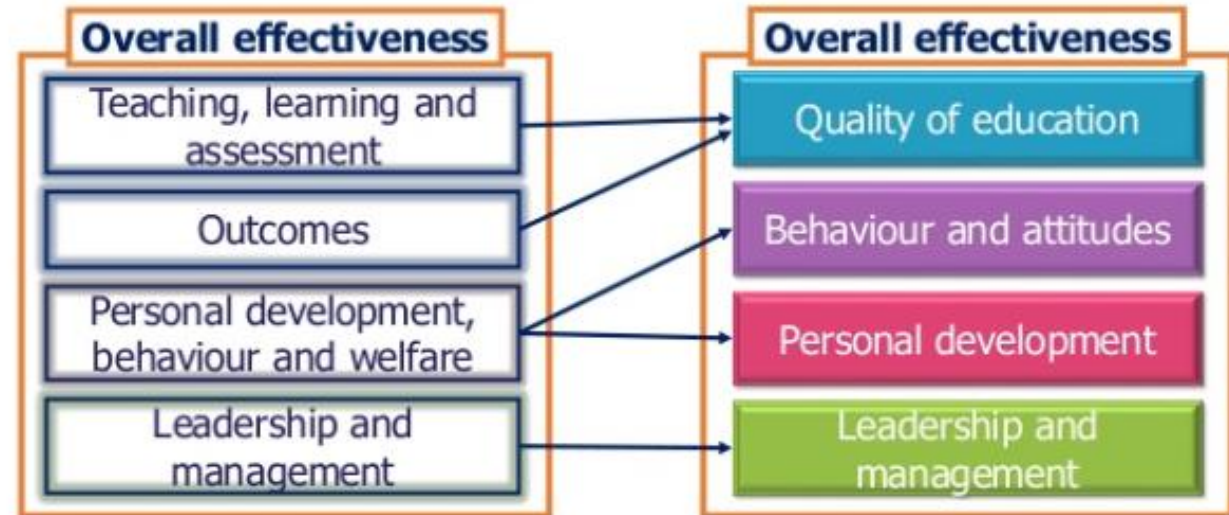 Overall effectiveness
Teaching, learning and
assessment
Outcomes
Personal development,
behaviour and welfare
Leadership and
management
Overall effectiveness
Quality of education
Behaviour and attitudes
Personal development
Leadership and
management